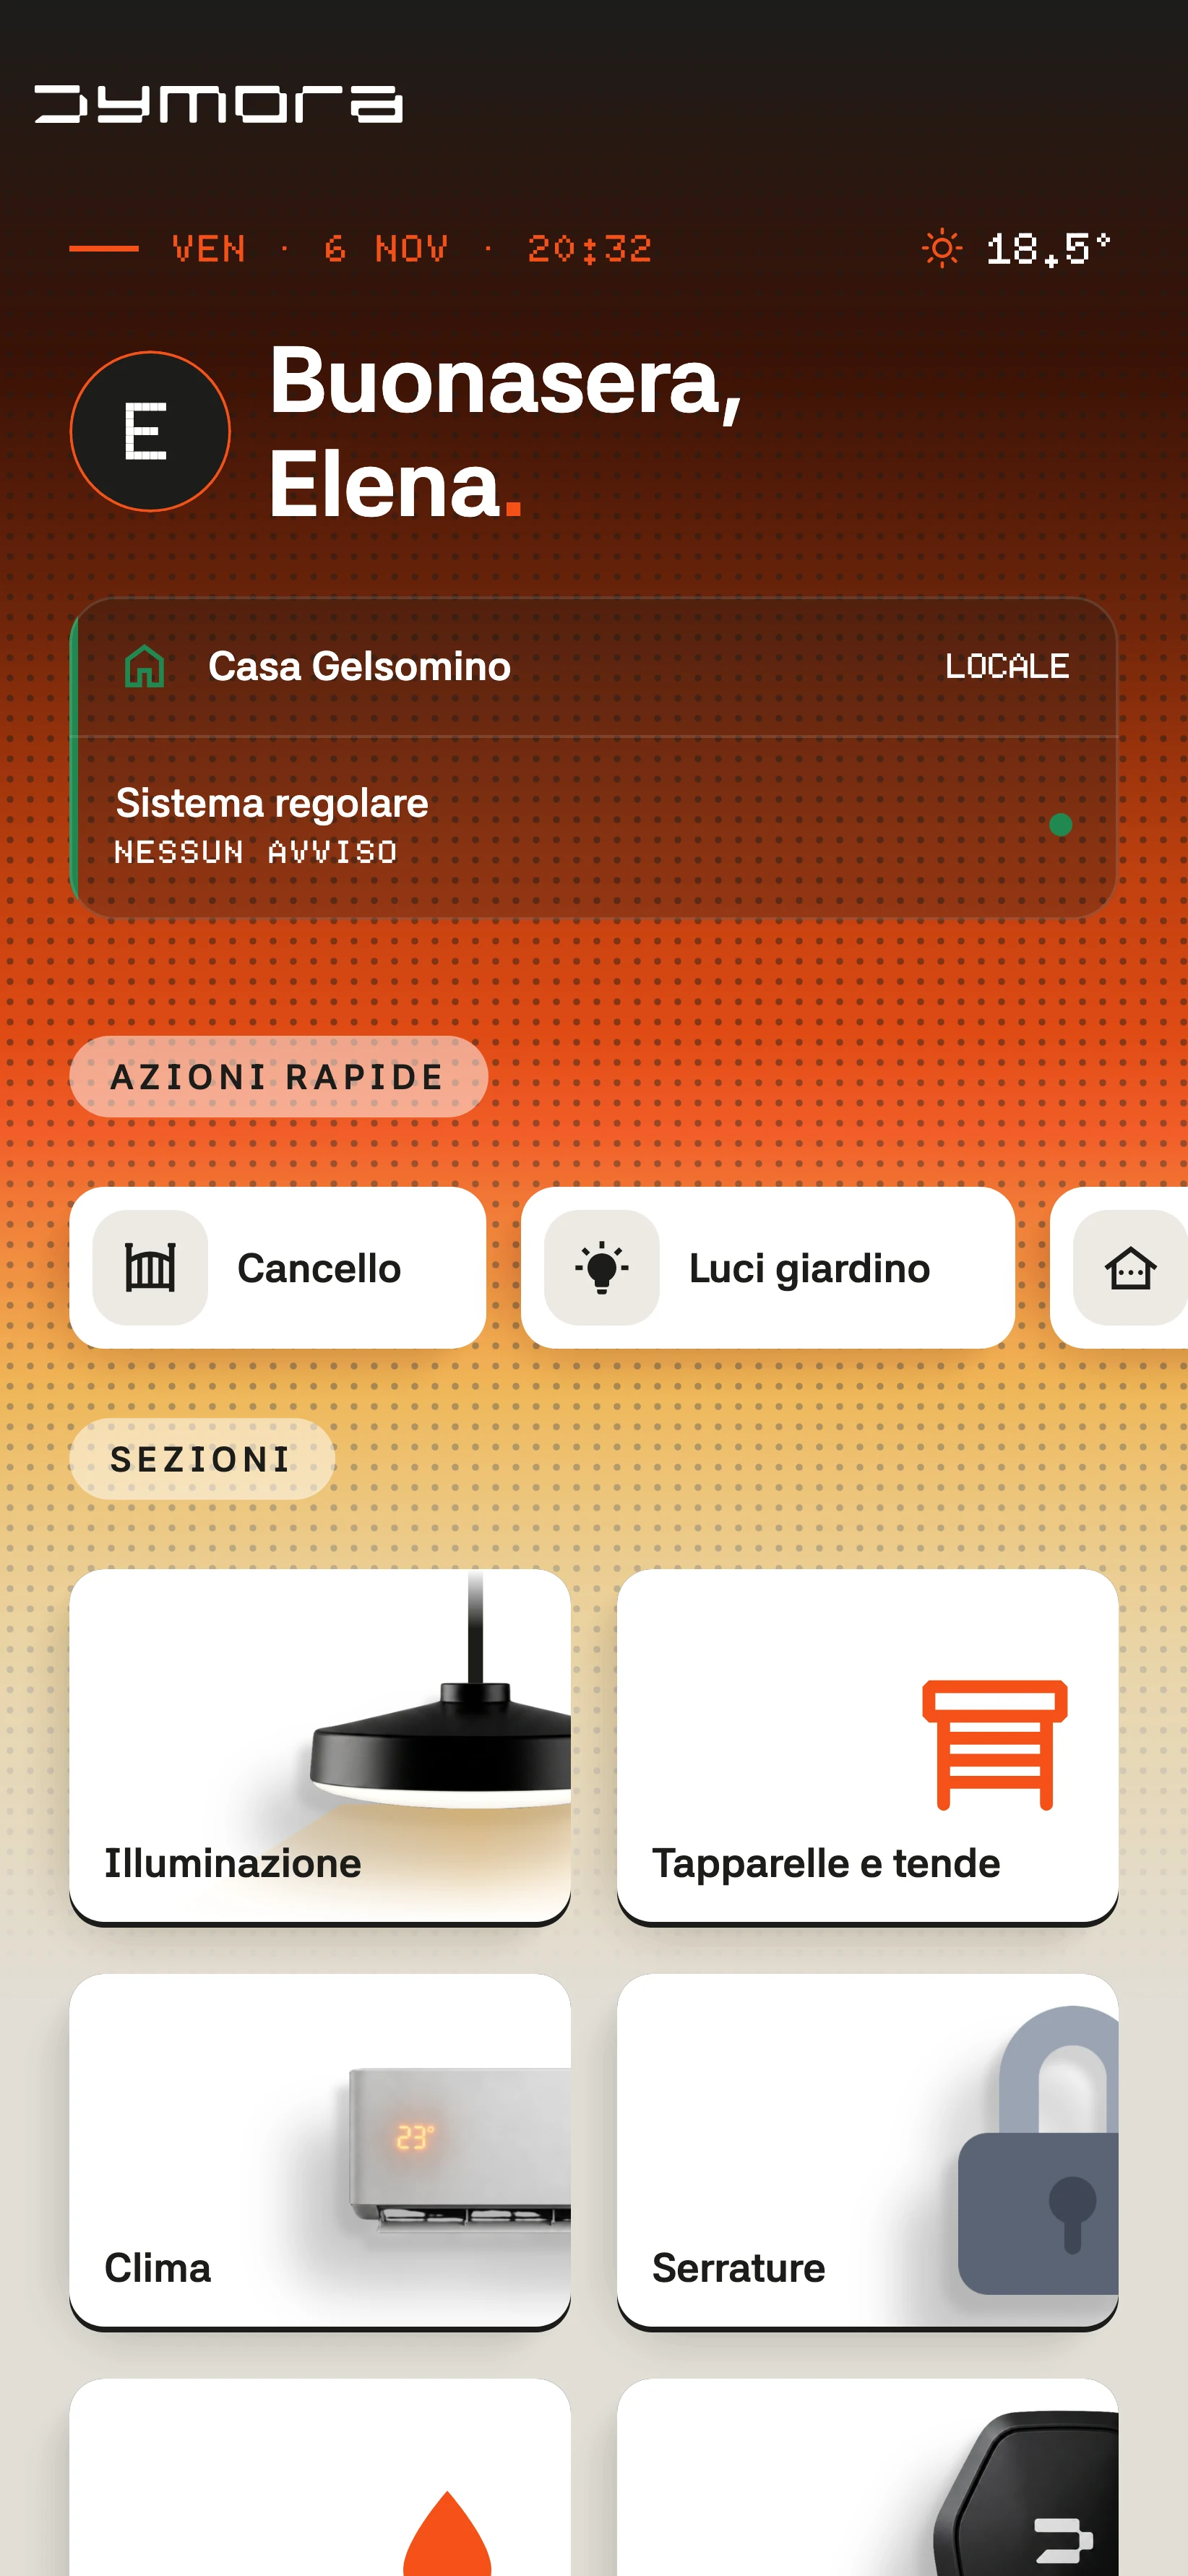 Dymora
VEN · 6 NOV · 20:32
18.5°
E
Buonasera,
Elena.
Casa Gelsomino
LOCALE
Sistema regolare
NESSUN AVVISO
AZIONI RAPIDE
Cancello
Luci giardino
SEZIONI
Illuminazione
Tapparelle e tende
23°
Clima
Serrature